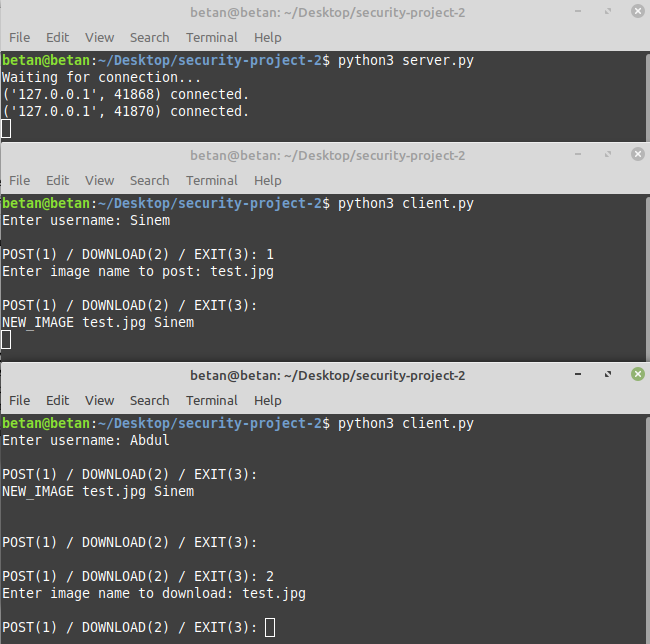 betan@betan: ~/Desktop/security-project-2
File Edit View Search Terminal Help
betan@betan:~/Desktop/security-project-2$ python3 server.py
Waiting for connection...
('127.0.0.1', 41868) connected.
('127.0.0.1', 41870) connected.
betan@betan: ~/Desktop/security-project-2
File Edit View Search Terminal Help
betan@betan:~/Desktop/security-project-2$ python3 client.py
Enter username: Sinem
POST(1) / DOWNLOAD(2) / EXIT(3): 1
Enter image name to post: test.jpg
POST(1) / DOWNLOAD(2) / EXIT(3):
NEW_IMAGE test.jpg Sinem
betan@betan: ~/Desktop/security-project-2
File Edit View Search Terminal Help
betan@betan:~/Desktop/security-project-2$ python3 client.py
Enter username: Abdul
POST(1) / DOWNLOAD(2) / EXIT(3):
NEW_IMAGE test.jpg Sinem
POST(1) / DOWNLOAD(2) / EXIT(3):
POST(1) / DOWNLOAD(2) / EXIT(3): 2
Enter image name to download: test.jpg
POST(1) / DOWNLOAD(2) / EXIT(3):